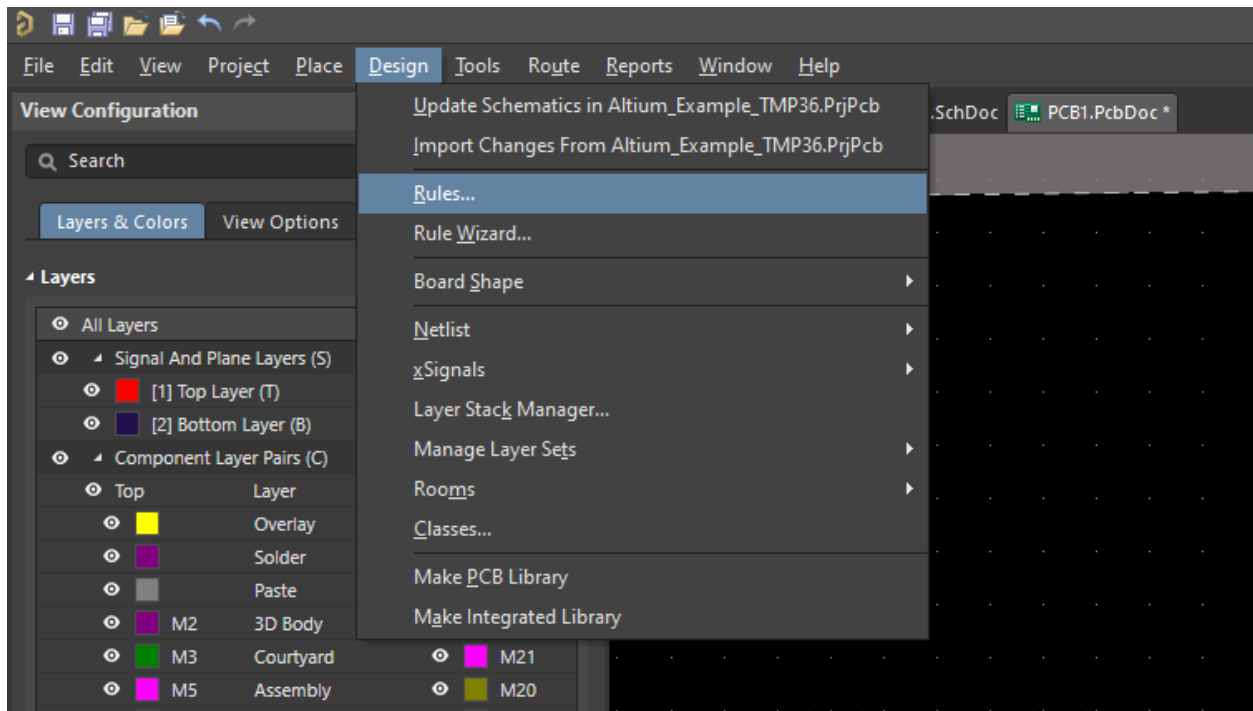 File Edit View Project Place Design Tools Route Reports Window Help
View Configuration
Search
Layers & Colors View Options
Layers
All Layers
Signal And Plane Layers (S)
[1] Top Layer (T)
[2] Bottom Layer (B)
Component Layer Pairs (C)
Top Layer
Overlay
Solder
Paste
M2 3D Body
M3 Courtyard M21
M5 Assembly M20
Update Schematics in Altium_Example_TMP36.PrjPcb
Import Changes From Altium_Example_TMP36.PrjPcb
Rules...
Rule Wizard...
Board Shape
Netlist
xSignals
Layer Stack Manager...
Manage Layer Sets
Rooms
Classes...
Make PCB Library
Make Integrated Library
.SchDoc PCB1.PcbDoc *